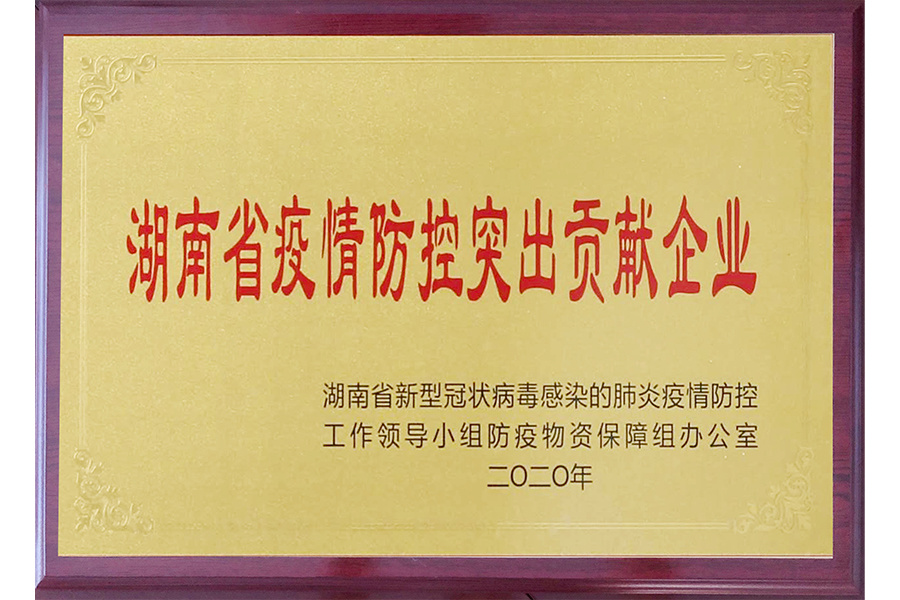 湖南省疫情防控突出贡献企业
湖南省新型冠状病毒感染的肺炎疫情防控
工作领导小组防疫物资保障组办公室
二〇二〇年